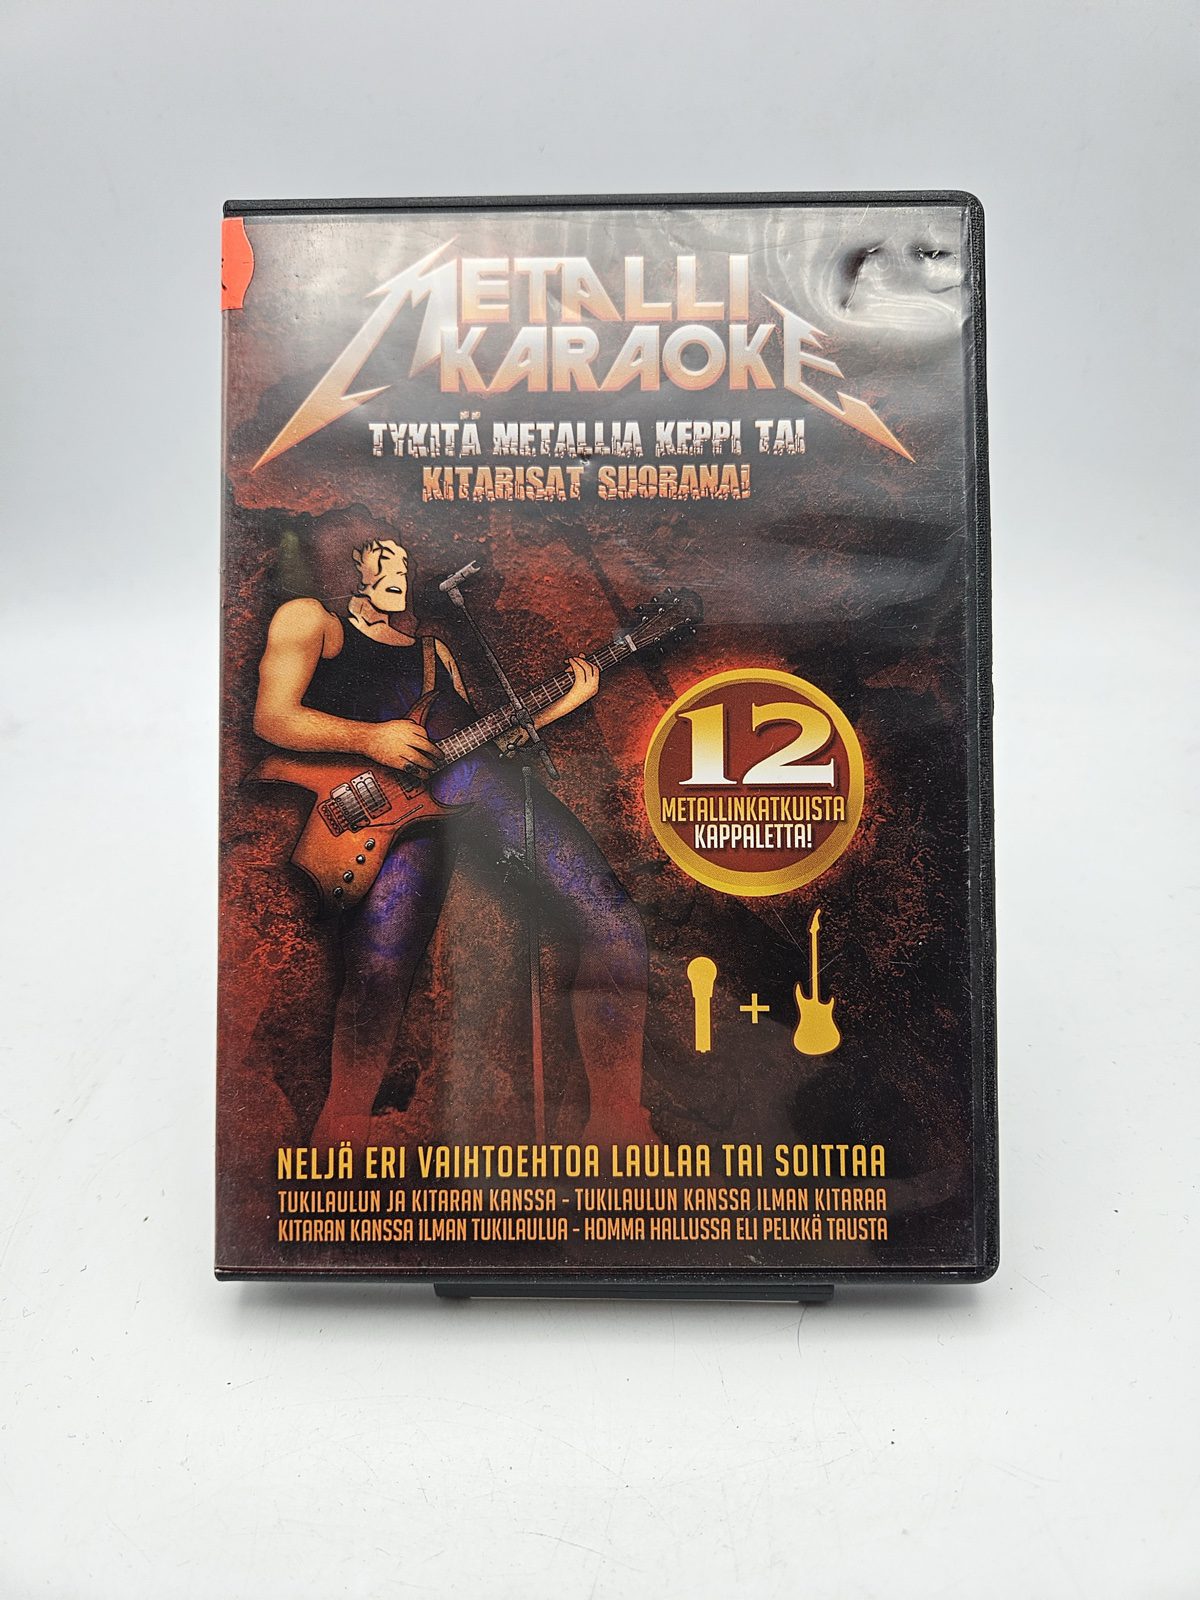 METALLI
KARAOKE
TYKITÄ METALLIA KEPPI TAI
KITARISAT SUORANA!
12
METALLINKATKUISTA
KAPPALETTA!
+
NELJÄ ERI VAIHTOEHTOA LAULAA TAI SOITTAA
TUKILAULUN JA KITARAN KANSSA - TUKILAULUN KANSSA ILMAN KITARAA
KITARAN KANSSA ILMAN TUKILAULUA - HOMMA HALLUSSA ELI PELKKÄ TAUSTA